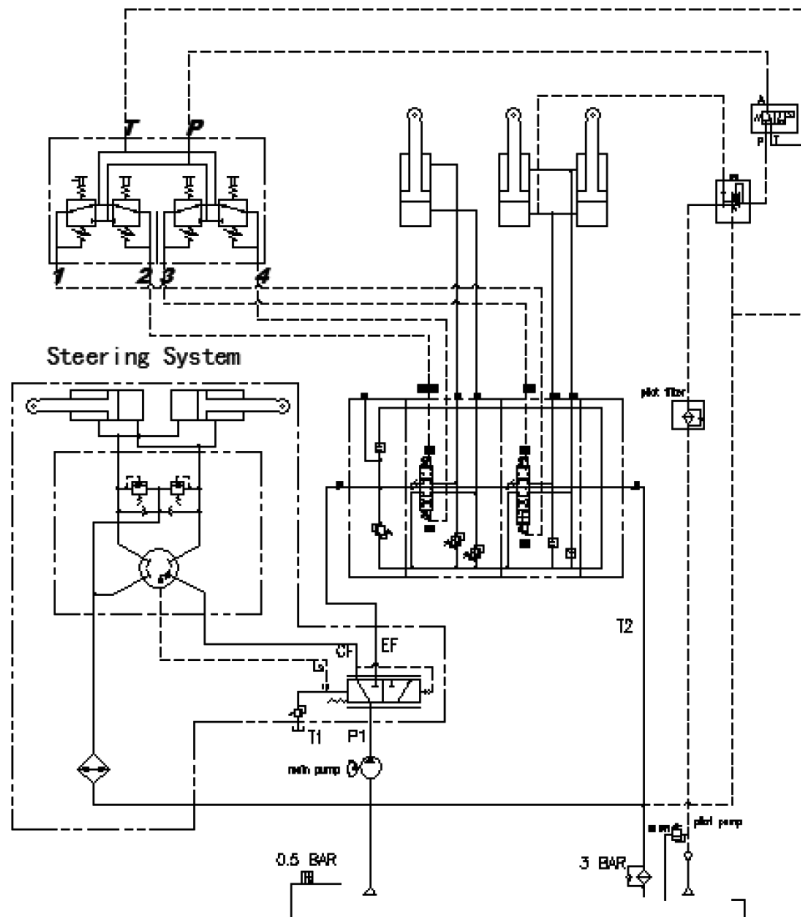 T P
A
P T
1 2 3 4
Steering System
pilot filter
T2
CF EF
Ls
T1 P1
main pump
pilot pump
0.5 BAR
3 BAR